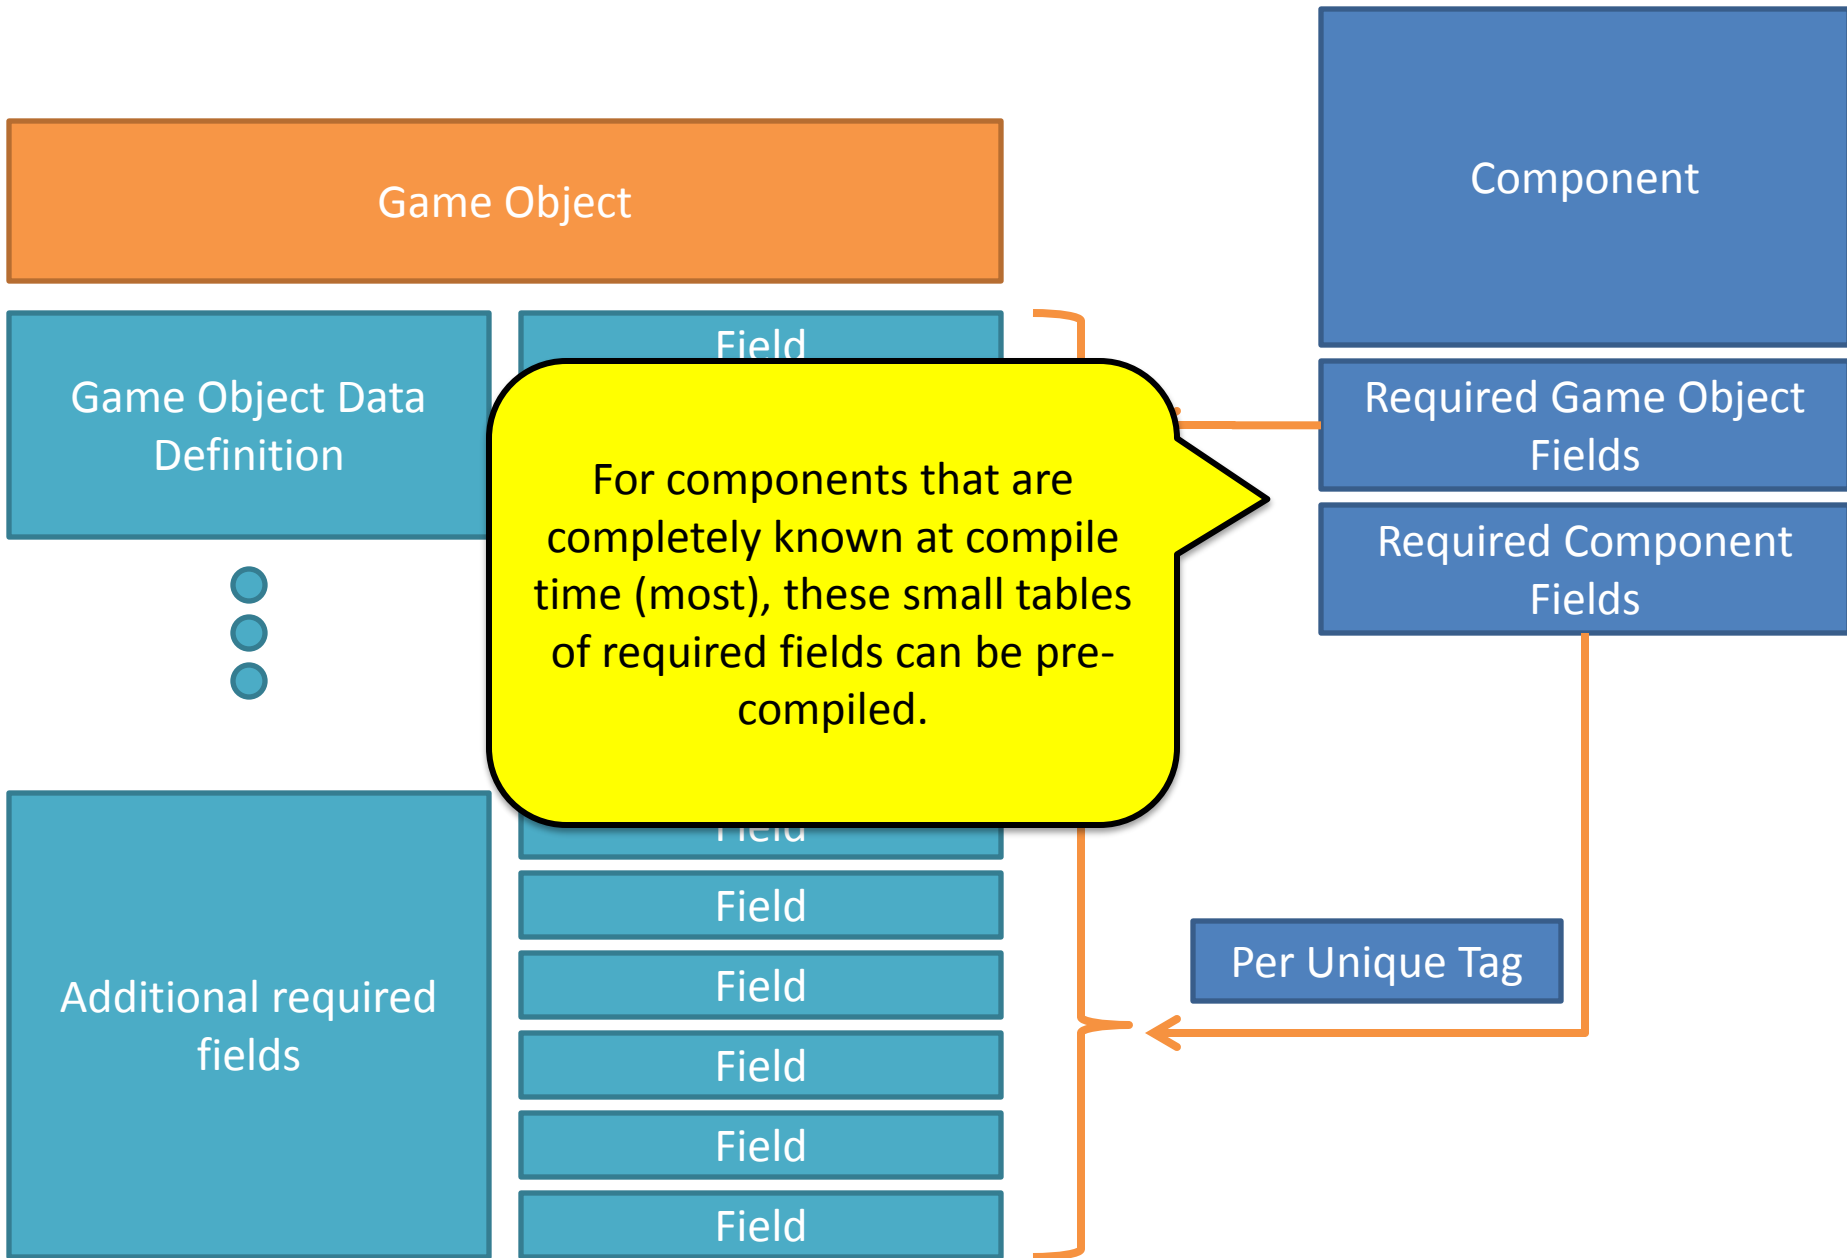 Component
Game Object
Field
Game Object Data
Definition
Required Game Object
Fields
For components that are
completely known at compile
time (most), these small tables
of required fields can be pre-
compiled.
Required Component
Fields
Field
Field
Per Unique Tag
Additional required
fields
Field
Field
Field
Field